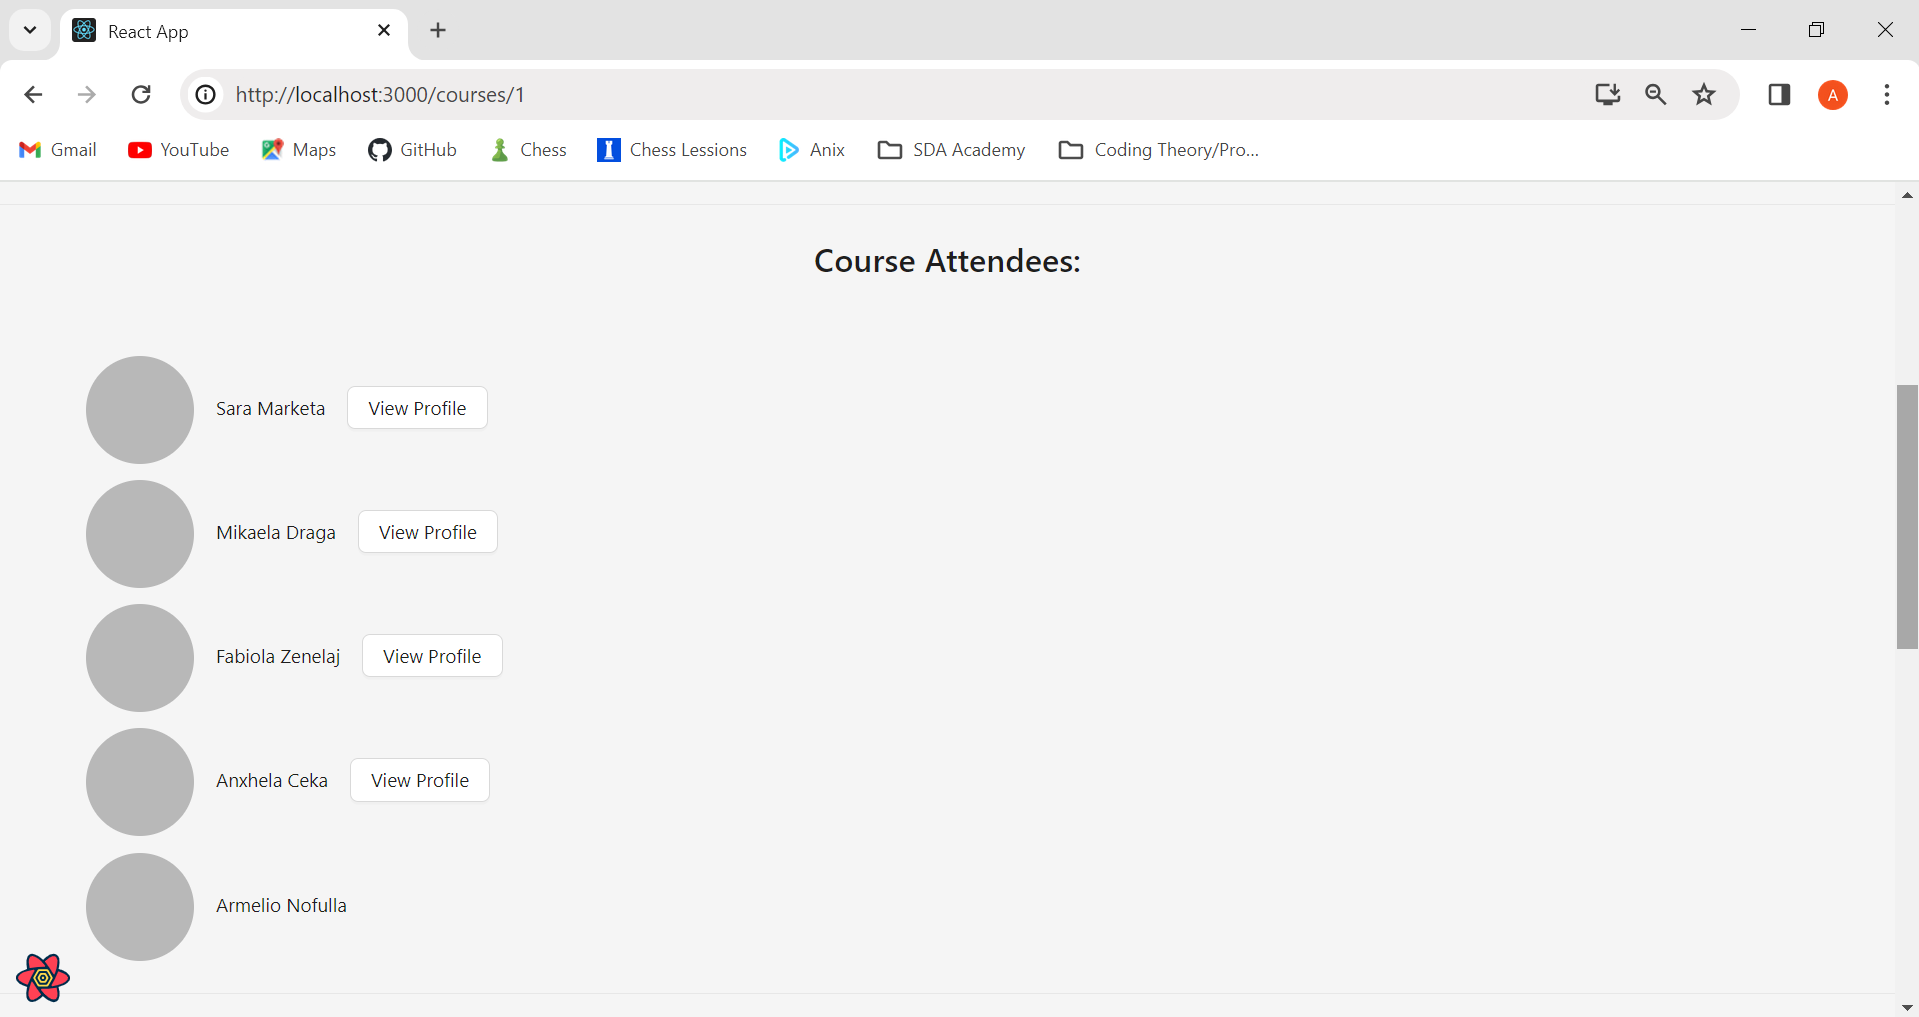 React App
http://localhost:3000/courses/1
A
Gmail YouTube Maps GitHub Chess Chess Lessions Anix SDA Academy Coding Theory/Pro...
Course Attendees:
Sara Marketa View Profile
Mikaela Draga View Profile
Fabiola Zenelaj View Profile
Anxhela Ceka View Profile
Armelio Nofulla